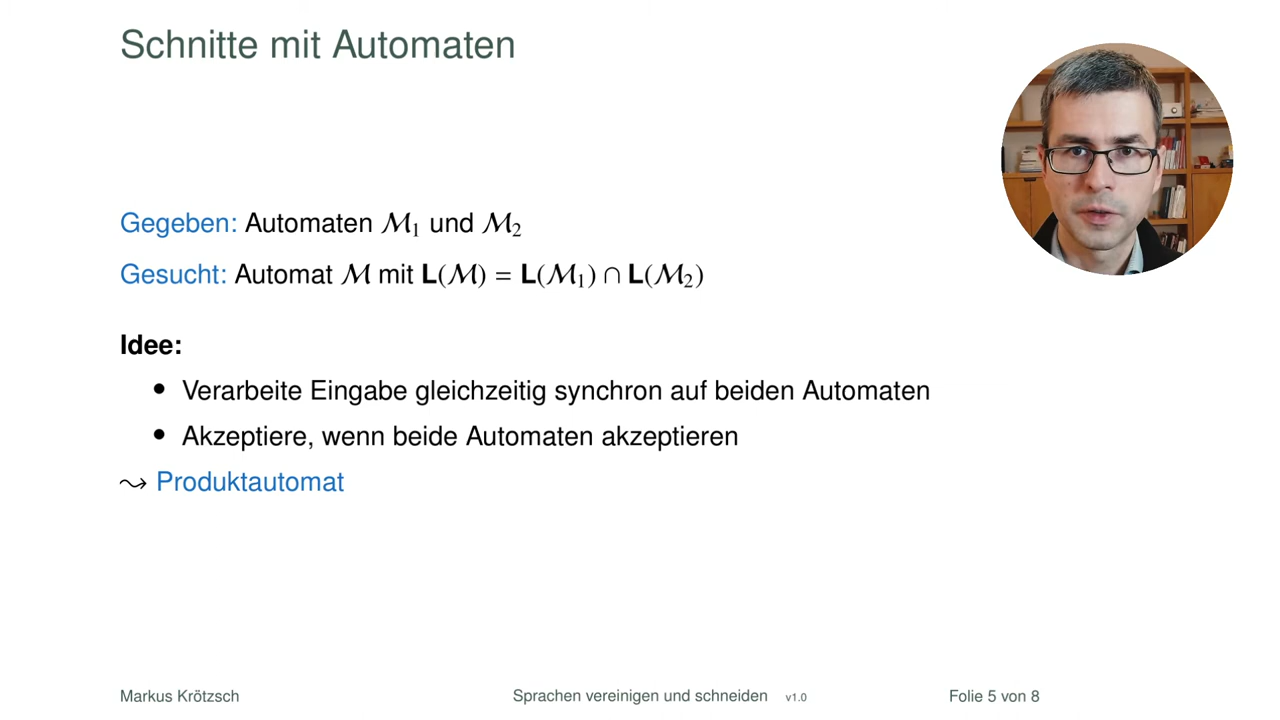 Schnitte mit Automaten
Gegeben: Automaten ℳ₁ und ℳ₂
Gesucht: Automat ℳ mit L(ℳ) = L(ℳ₁) ∩ L(ℳ₂)
Idee:
• Verarbeite Eingabe gleichzeitig synchron auf beiden Automaten
• Akzeptiere, wenn beide Automaten akzeptieren
⤳ Produktautomat
Markus Krötzsch Sprachen vereinigen und schneiden v1.0 Folie 5 von 8